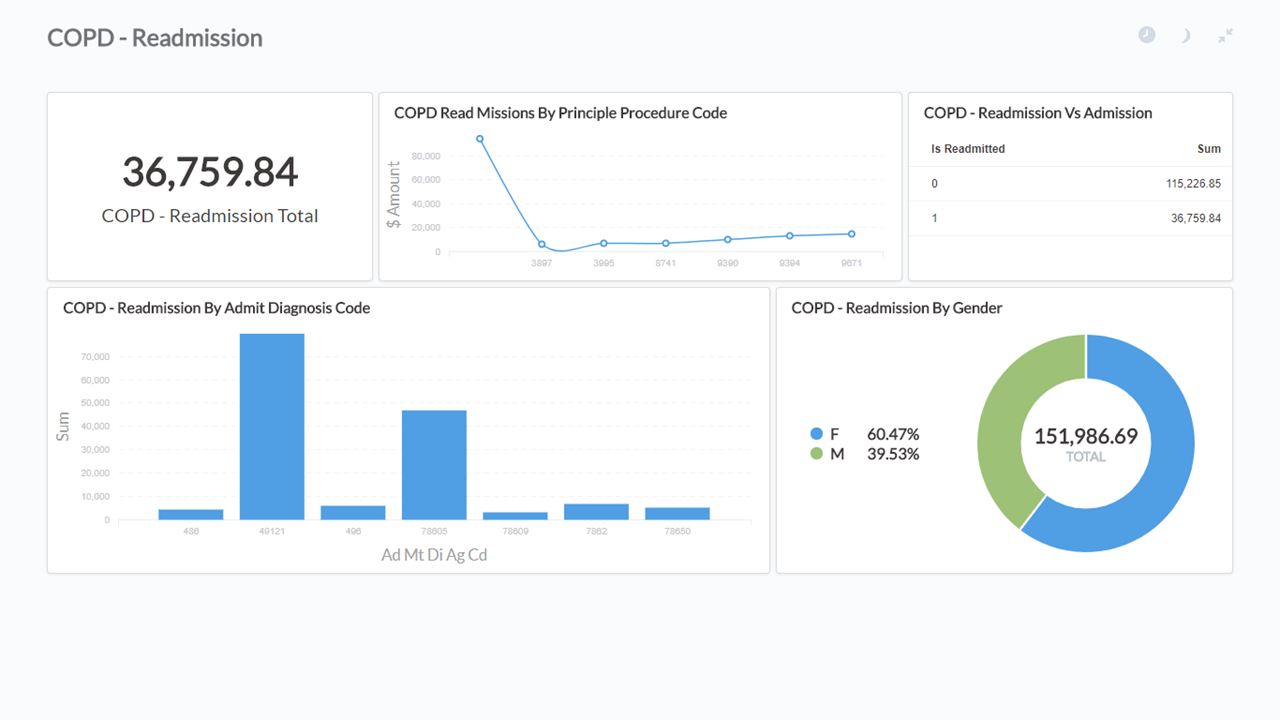 COPD - Readmission
36,759.84
COPD - Readmission Total
COPD Read Missions By Principle Procedure Code
$ Amount
80,000
60,000
40,000
20,000
0
3897 3995 8741 9390 9394 9671
COPD - Readmission Vs Admission
Is Readmitted Sum
0 115,226.85
1 36,759.84
COPD - Readmission By Admit Diagnosis Code
Sum
70,000
60,000
50,000
40,000
30,000
20,000
10,000
0
486 49121 496 78605 78609 7862 78650
Ad Mt Di Ag Cd
COPD - Readmission By Gender
F 60.47%
M 39.53%
151,986.69
TOTAL